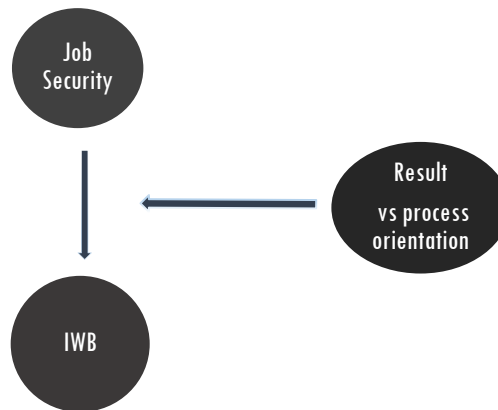 Job
Security
Result
vs process
orientation
IWB